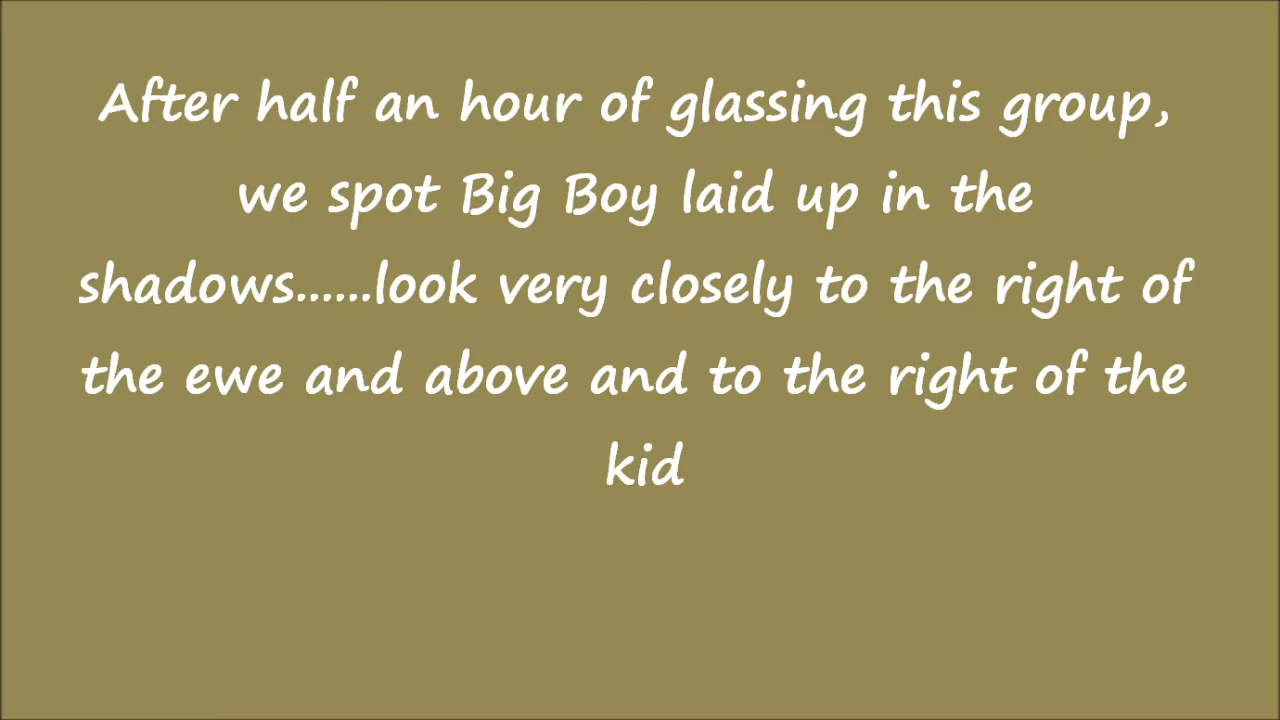 After half an hour of glassing this group,
we spot Big Boy laid up in the
shadows......look very closely to the right of
the ewe and above and to the right of the
kid